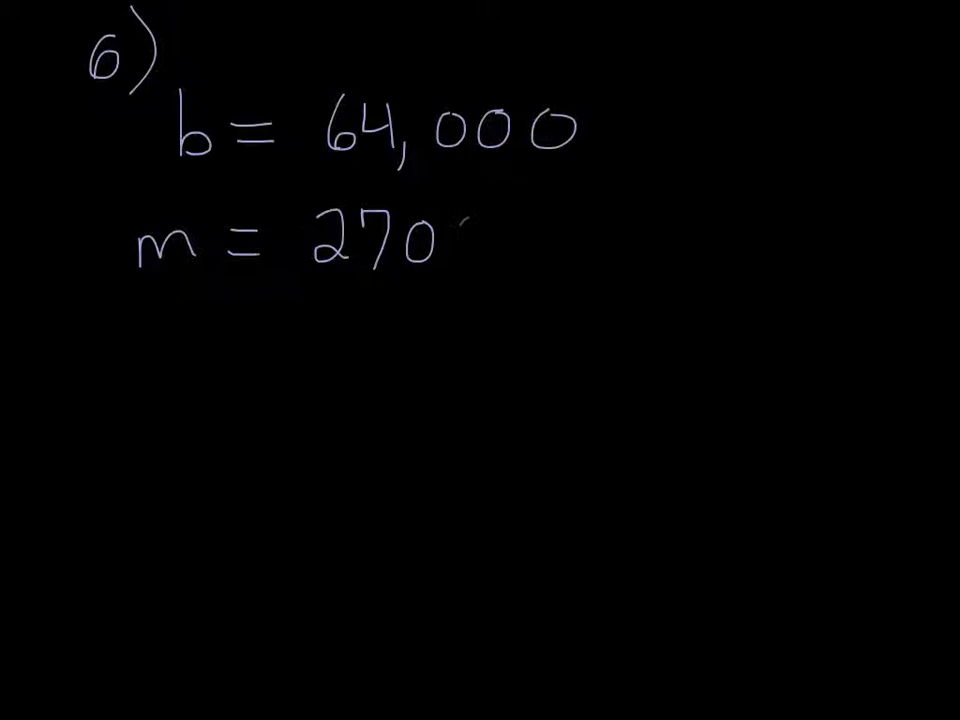 6)
b = 64,000
m = 270